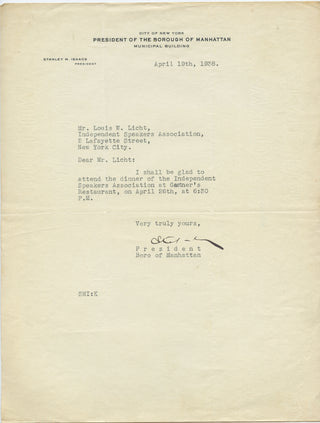 CITY OF NEW YORK
PRESIDENT OF THE BOROUGH OF MANHATTAN
MUNICIPAL BUILDING
STANLEY M. ISAACS
PRESIDENT
April 19th, 1938.
Mr. Louis W. Licht,
Independent Speakers Association,
2 Lafayette Street,
New York City.
Dear Mr. Licht:
I shall be glad to
attend the dinner of the Independent
Speakers Association at Gertner's
Restaurant, on April 26th, at 6:30
P.M.
Very truly yours,
President
Boro of Manhattan
SMI:K